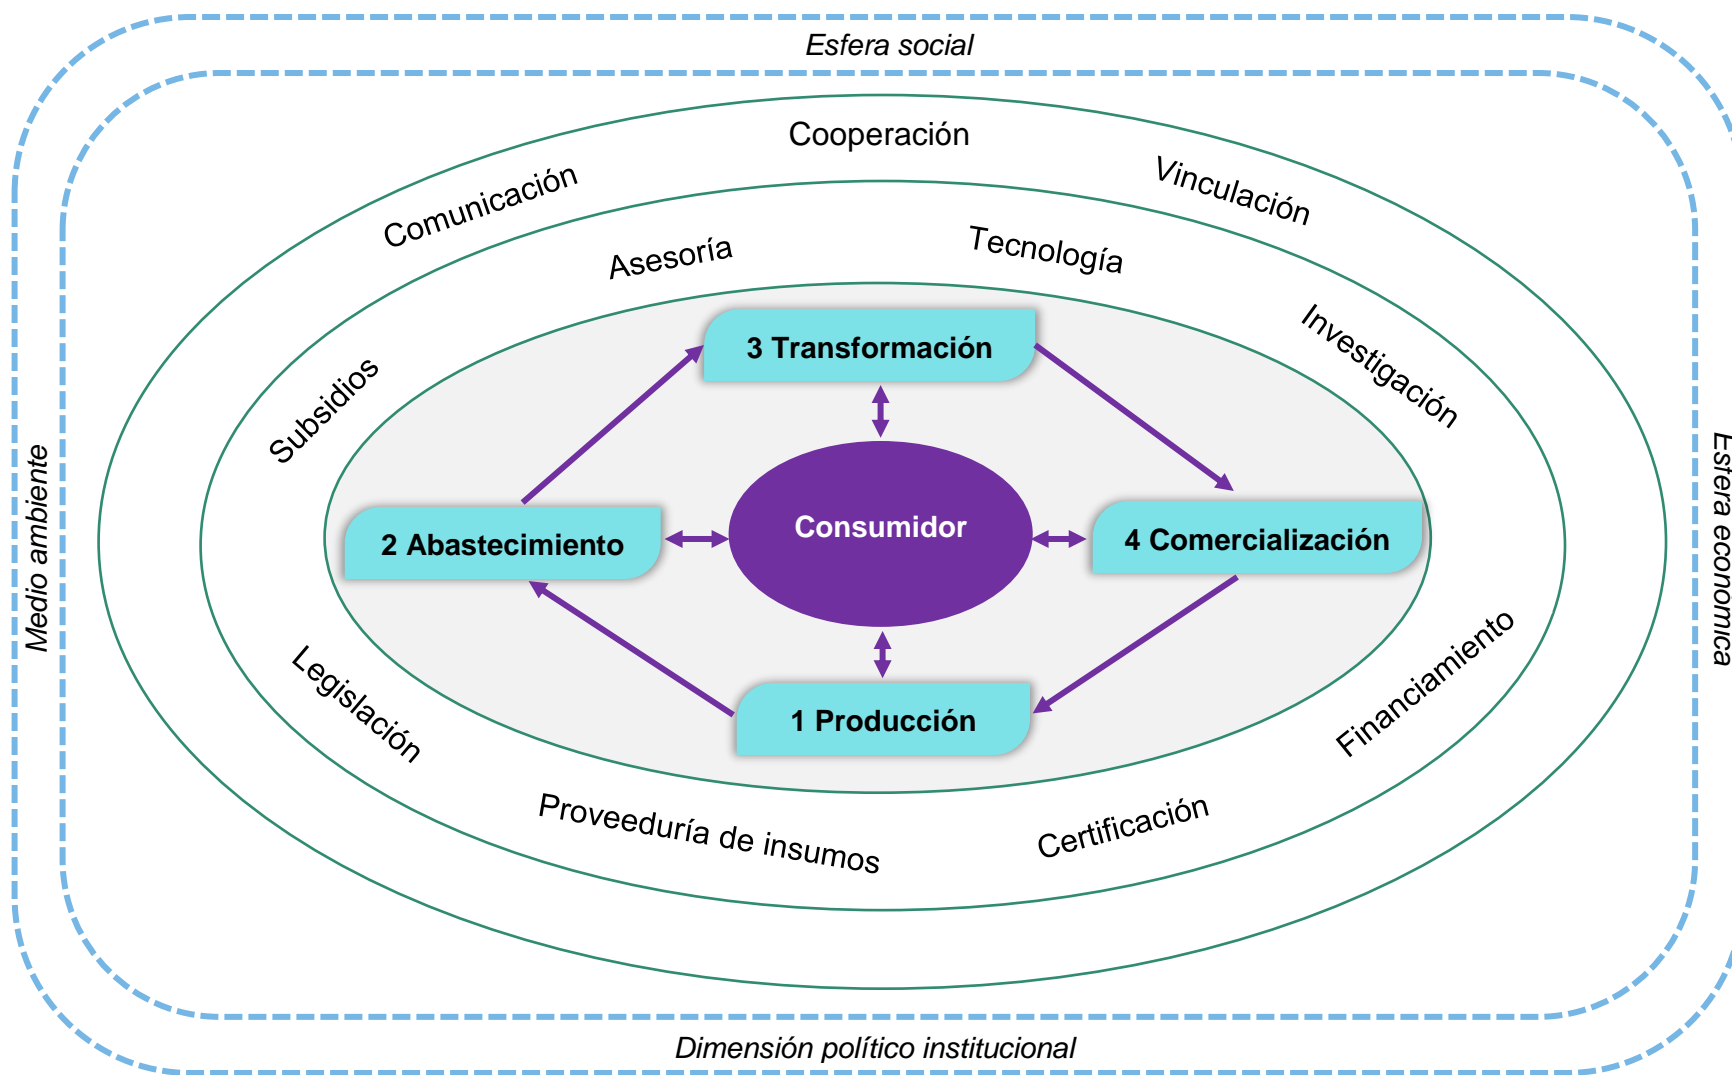 Esfera social
Cooperación
Comunicación
Vinculación
Asesoría
Tecnología
Subsidios
Investigación
3 Transformación
Medio ambiente
2 Abastecimiento
Consumidor
4 Comercialización
Esfera economica
1 Producción
Legislación
Financiamiento
Proveeduría de insumos
Certificación
Dimensión político institucional